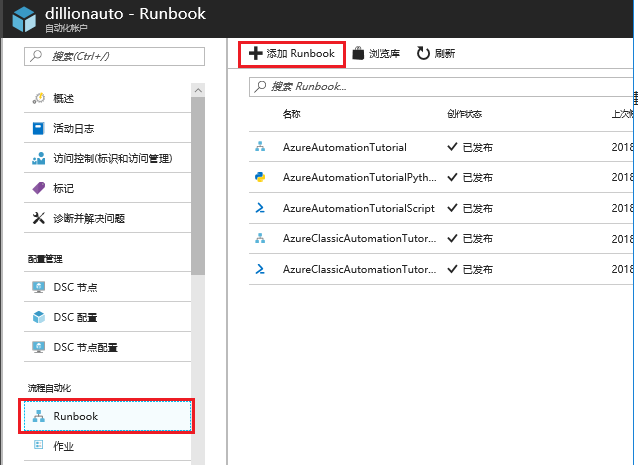 dillionauto - Runbook
自动化帐户
搜索(Ctrl+/)
概述
活动日志
访问控制(标识和访问管理)
标记
诊断并解决问题
配置管理
DSC 节点
DSC 配置
DSC 节点配置
流程自动化
Runbook
作业
添加 Runbook 浏览库 刷新
搜索 Runbook...
名称 创作状态 上次
AzureAutomationTutorial 已发布 2018
AzureAutomationTutorialPyth... 已发布 2018
AzureAutomationTutorialScript 已发布 2018
AzureClassicAutomationTutor... 已发布 2018
AzureClassicAutomationTutor... 已发布 2018